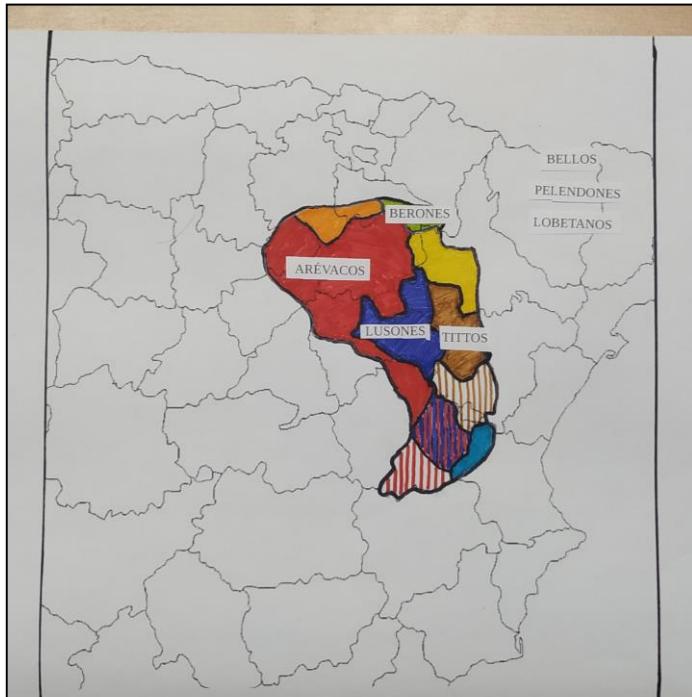 BELLOS
PELENDONES
LOBETANOS
BERONES
ARÉVACOS
LUSONES
TITTOS